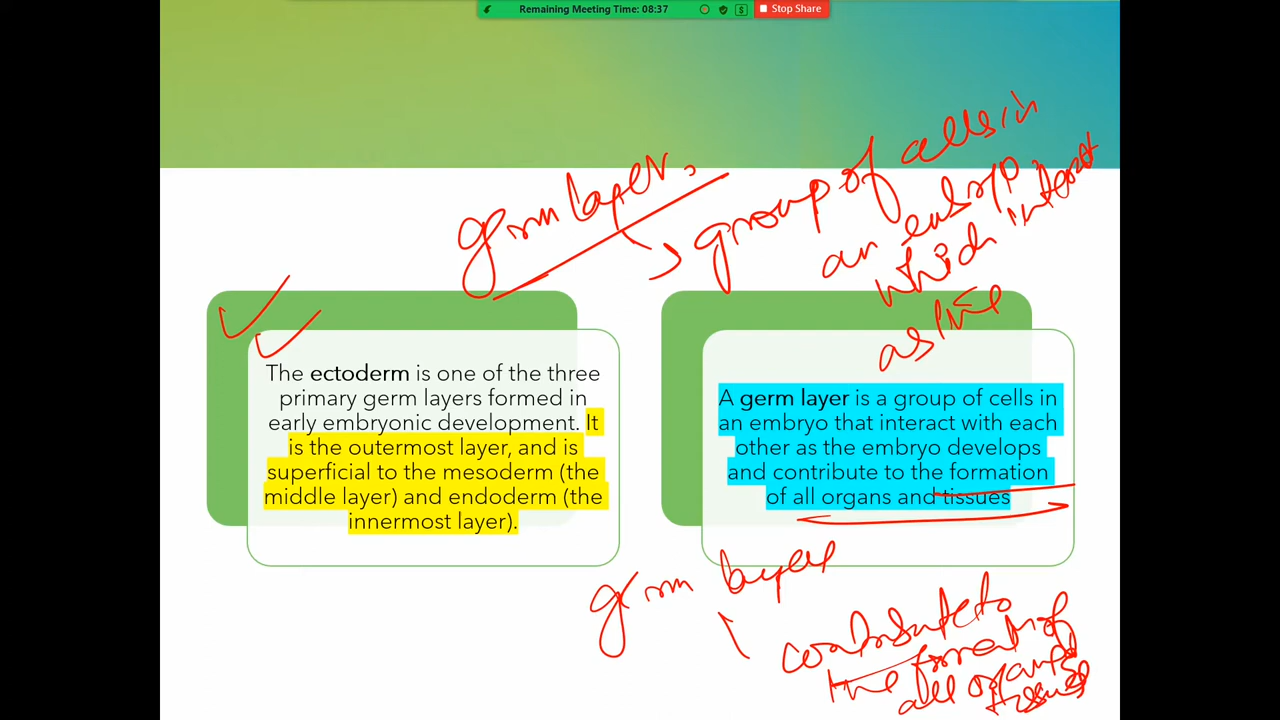 Remaining Meeting Time: 08:37
Stop Share
germ layer
group of cells in
an
which interact
as
The ectoderm is one of the three
primary germ layers formed in
early embryonic development. It
is the outermost layer, and is
superficial to the mesoderm (the
middle layer) and endoderm (the
innermost layer).
A germ layer is a group of cells in
an embryo that interact with each
other as the embryo develops
and contribute to the formation
of all organs and tissues
germ layer
contribute to
the format of
all organs
tissues